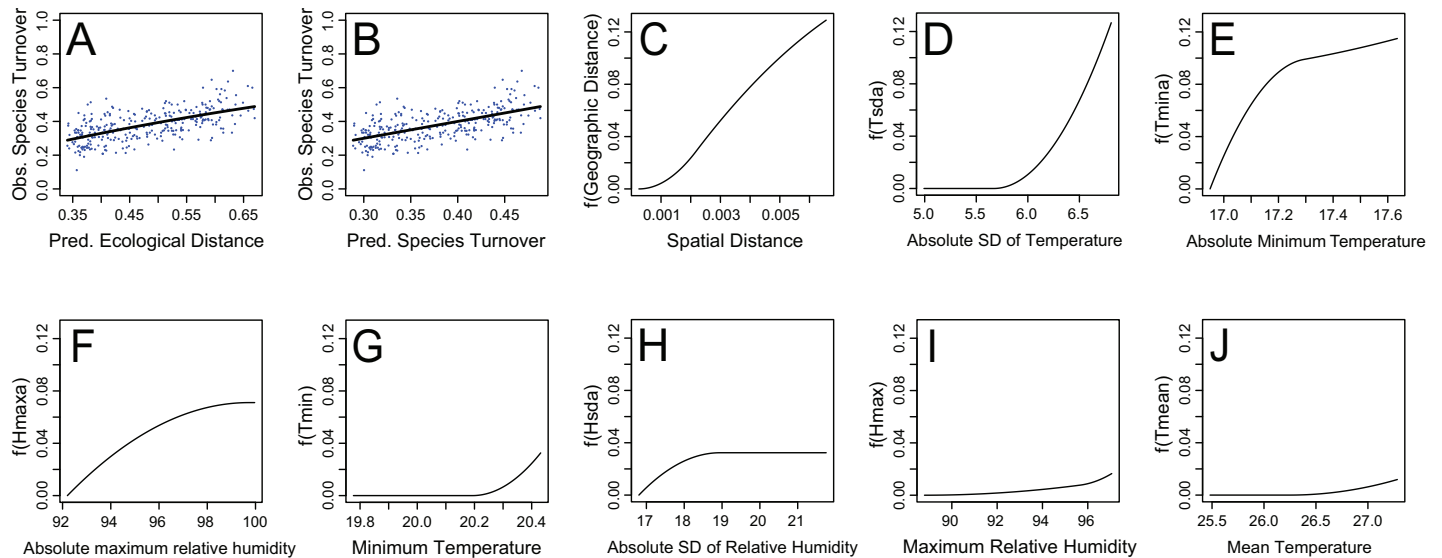 A
Obs. Species Turnover
0.0 0.2 0.4 0.6 0.8 1.0
0.35 0.45 0.55 0.65
Pred. Ecological Distance
B
Obs. Species Turnover
0.0 0.2 0.4 0.6 0.8 1.0
0.30 0.35 0.40 0.45
Pred. Species Turnover
C
f(Geographic Distance)
0.00 0.04 0.08 0.12
0.001 0.003 0.005
Spatial Distance
D
f(Tsda)
0.00 0.04 0.08 0.12
5.0 5.5 6.0 6.5
Absolute SD of Temperature
E
f(Tmina)
0.00 0.04 0.08 0.12
17.0 17.2 17.4 17.6
Absolute Minimum Temperature
F
f(Hmaxa)
0.00 0.04 0.08 0.12
92 94 96 98 100
Absolute maximum relative humidity
G
f(Tmin)
0.00 0.04 0.08 0.12
19.8 20.0 20.2 20.4
Minimum Temperature
H
f(Hsda)
0.00 0.04 0.08 0.12
17 18 19 20 21
Absolute SD of Relative Humidity
I
f(Hmax)
0.00 0.04 0.08 0.12
90 92 94 96
Maximum Relative Humidity
J
f(Tmean)
0.00 0.04 0.08 0.12
25.5 26.0 26.5 27.0
Mean Temperature